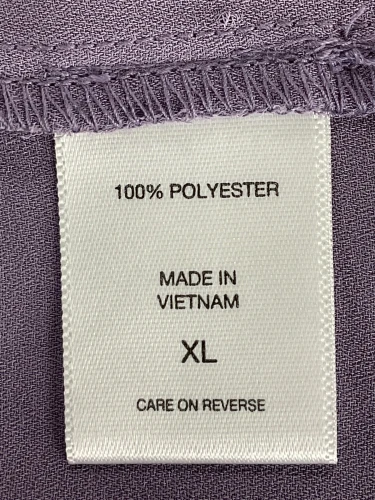 100% POLYESTER
MADE IN
VIETNAM
XL
CARE ON REVERSE